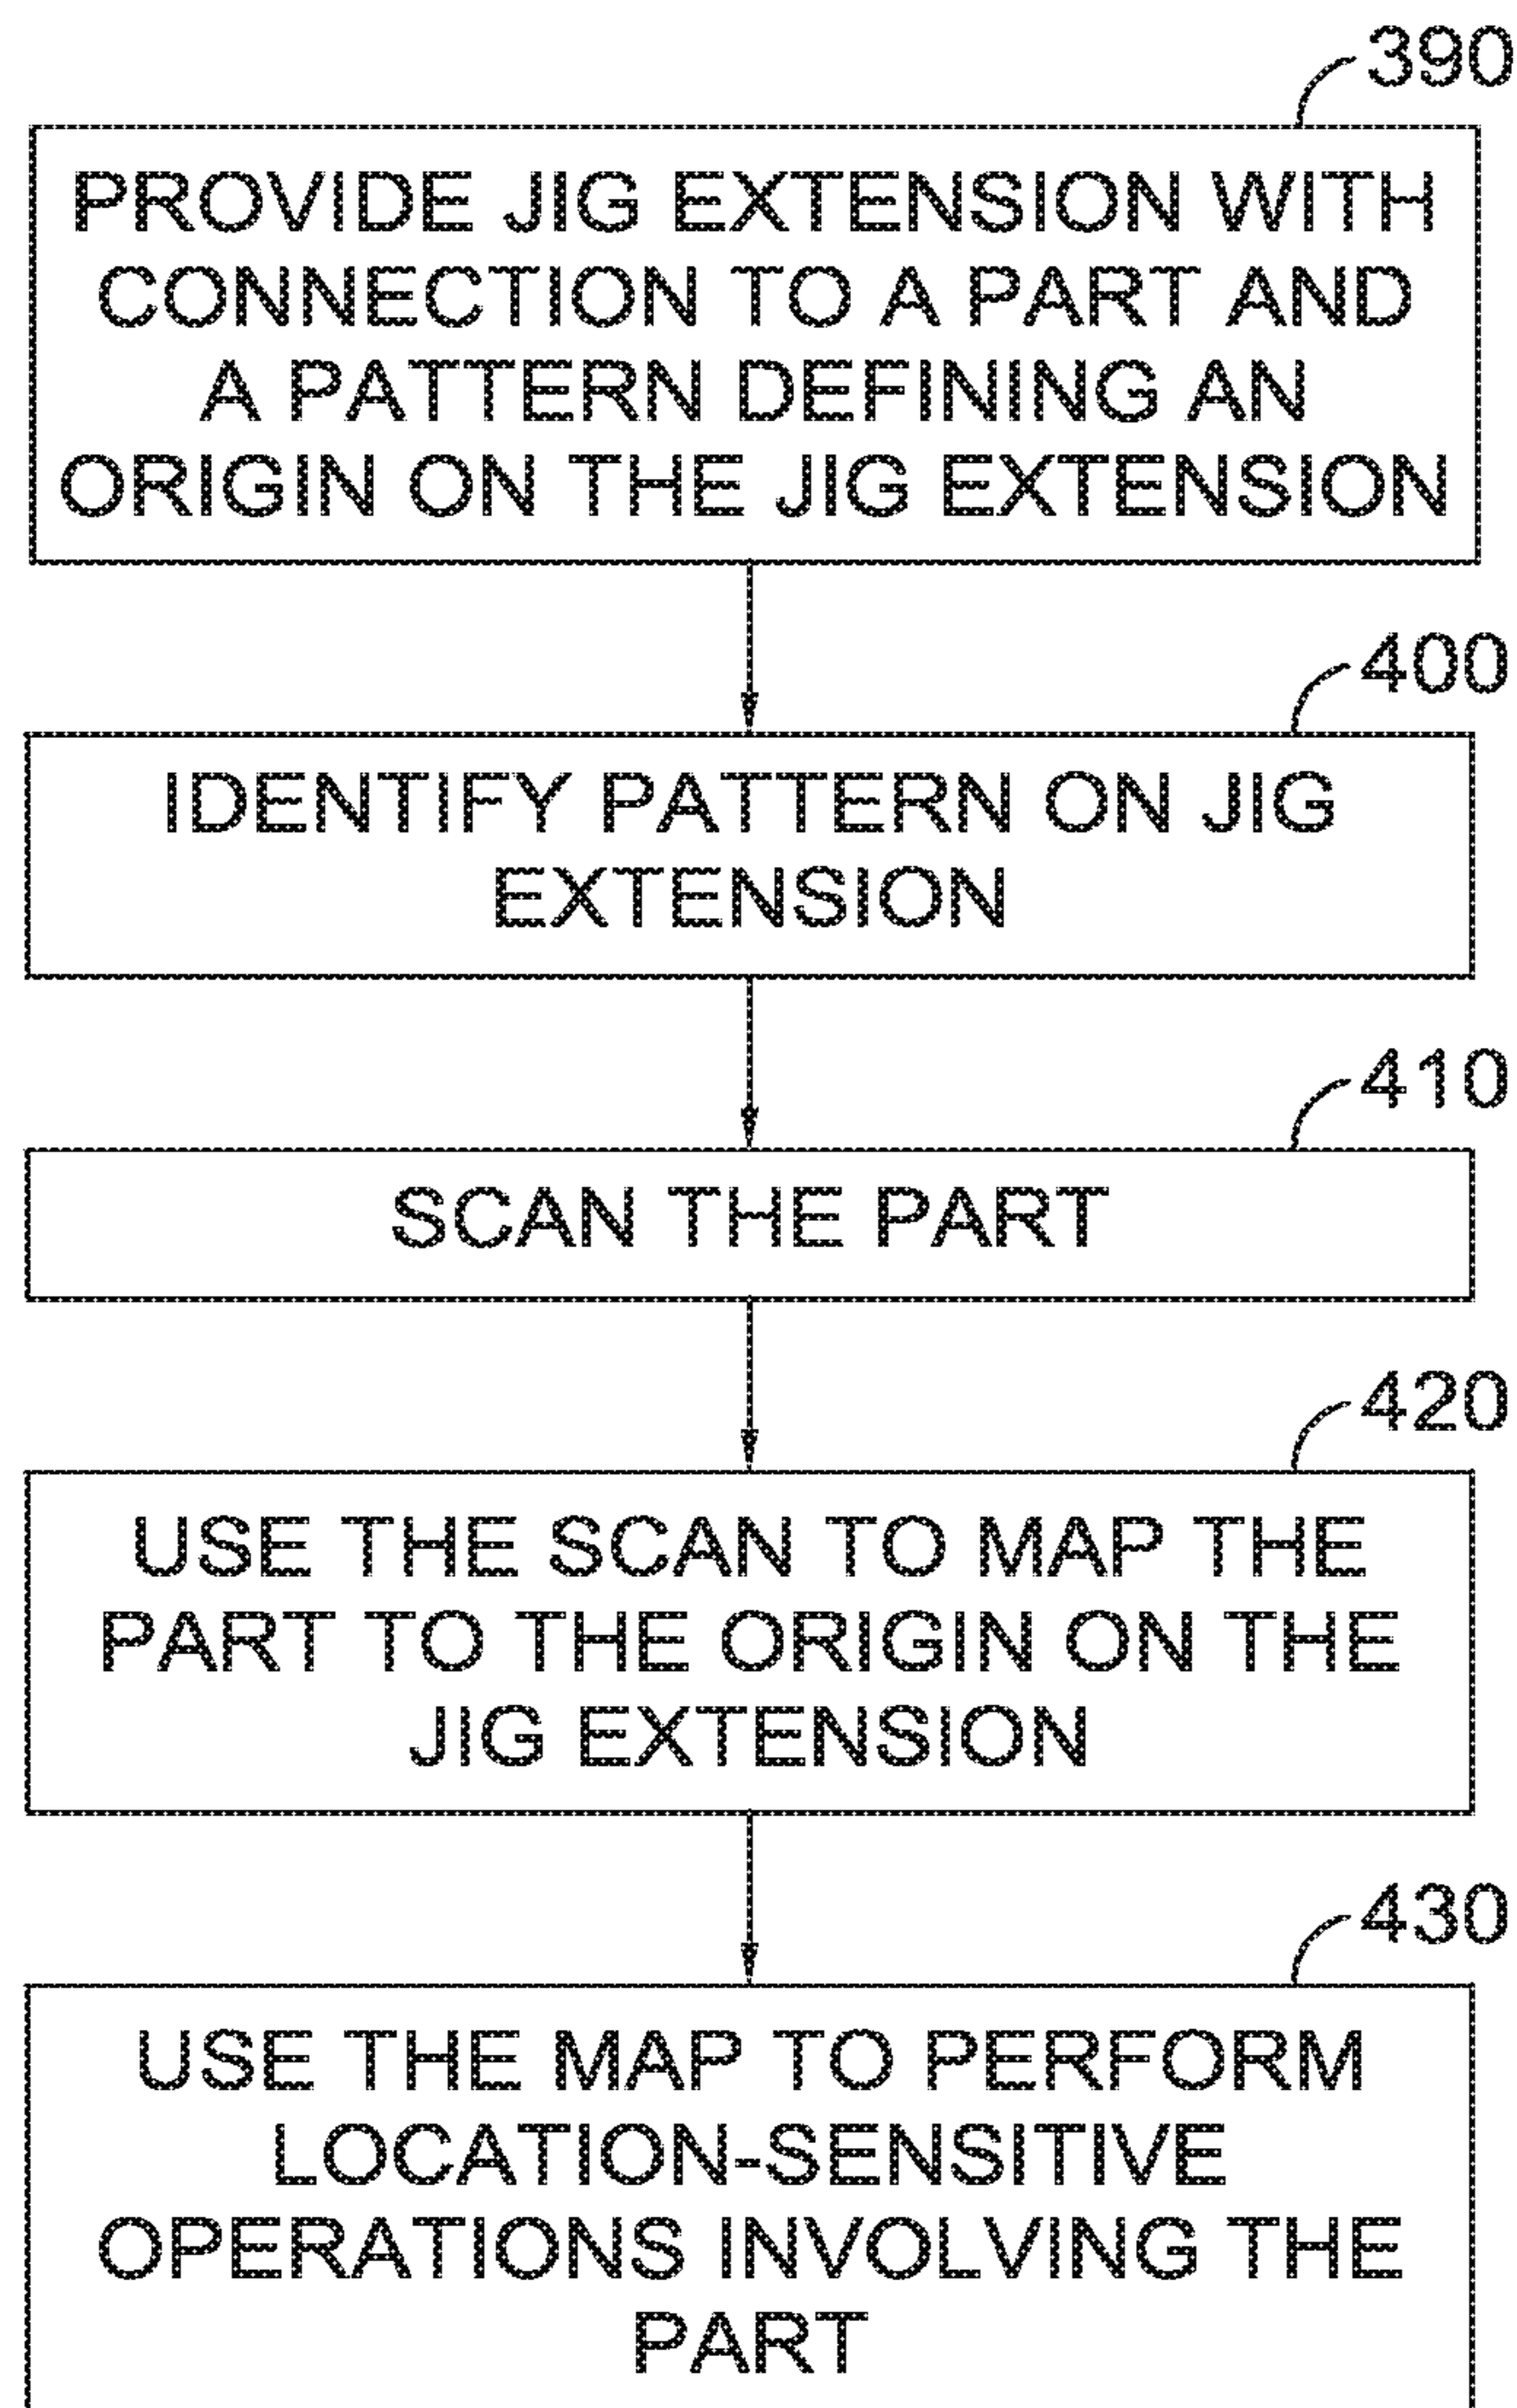 390
PROVIDE JIG EXTENSION WITH
CONNECTION TO A PART AND
A PATTERN DEFINING AN
ORIGIN ON THE JIG EXTENSION
400
IDENTIFY PATTERN ON JIG
EXTENSION
410
SCAN THE PART
420
USE THE SCAN TO MAP THE
PART TO THE ORIGIN ON THE
JIG EXTENSION
430
USE THE MAP TO PERFORM
LOCATION-SENSITIVE
OPERATIONS INVOLVING THE
PART